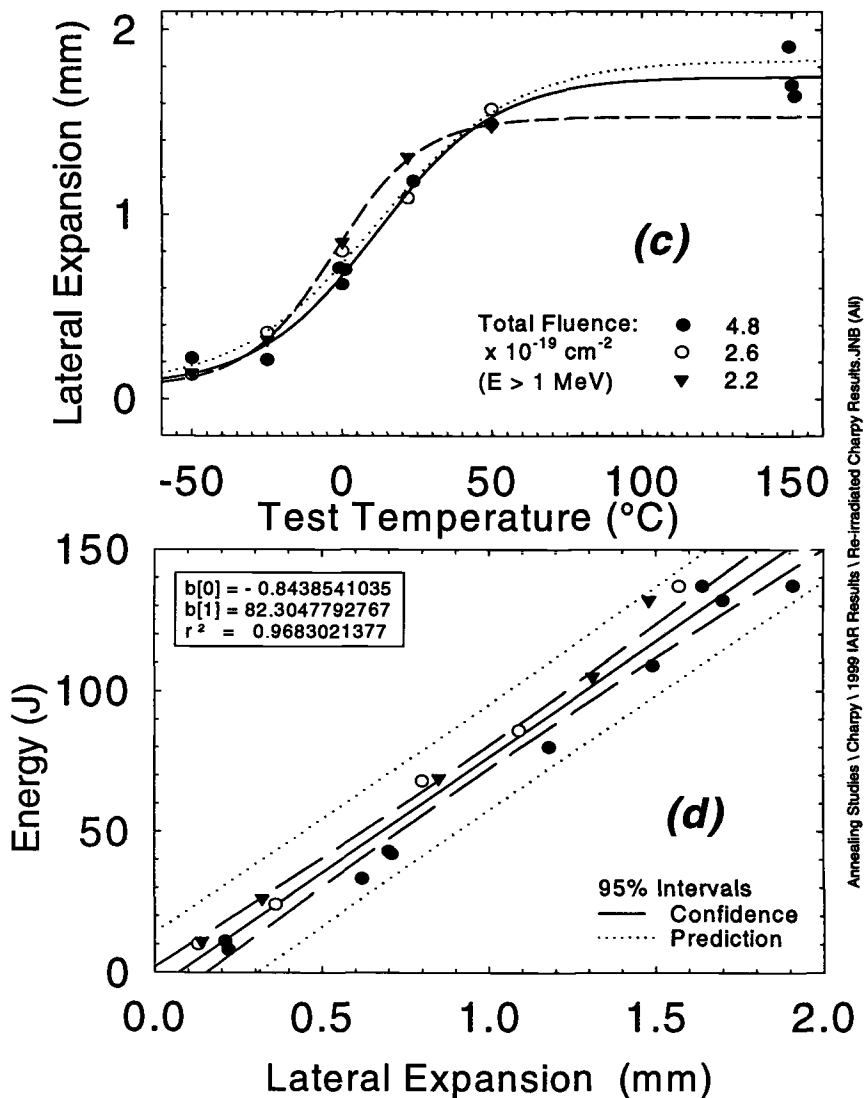 2
1
0
Lateral Expansion (mm)
(c)
Total Fluence: 4.8
x 10-19 cm-2 2.6
(E > 1 MeV) 2.2
-50 0 50 100 150
Test Temperature (ºC)
150
100
50
0
Energy (J)
b[0] = - 0.8438541035
b[1] = 82.3047792767
r ² = 0.9683021377
(d)
95% Intervals
Confidence
Prediction
0.0 0.5 1.0 1.5 2.0
Lateral Expansion (mm)
Annealing Studies \ Charpy \ 1999 IAR Results \ Re-irradiated Charpy Results.JNB (All)